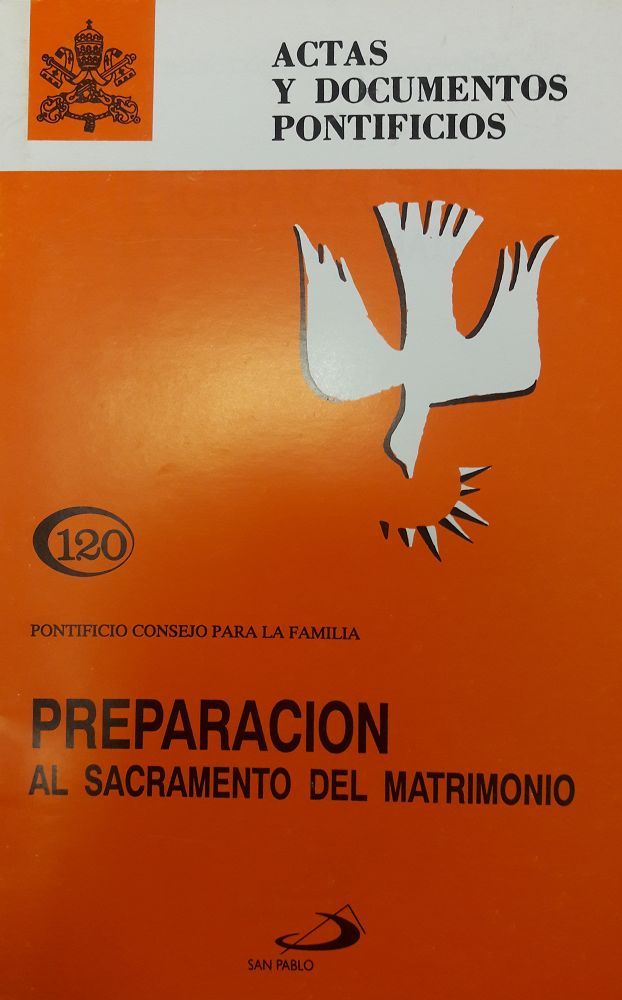 ACTAS
Y DOCUMENTOS
PONTIFICIOS
120
PONTIFICIO CONSEJO PARA LA FAMILIA
PREPARACION
AL SACRAMENTO DEL MATRIMONIO
SAN PABLO